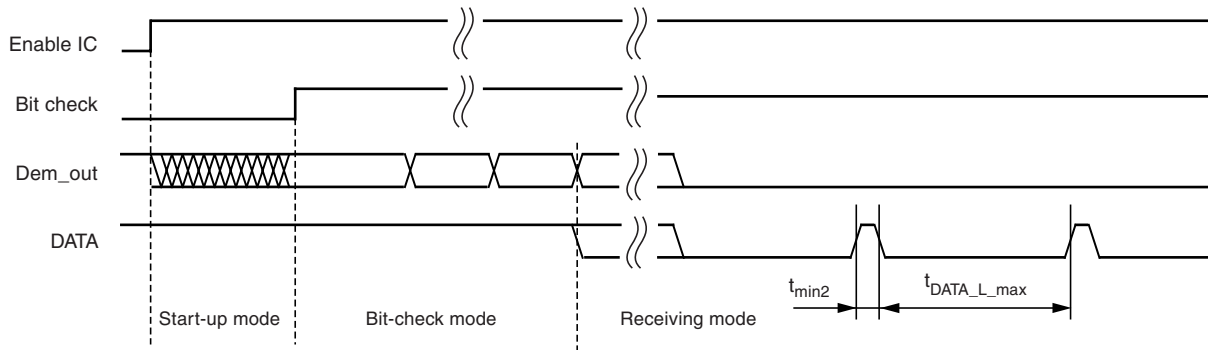 Enable IC
Bit check
Dem_out
DATA
t_min2
t_DATA_L_max
Start-up mode
Bit-check mode
Receiving mode